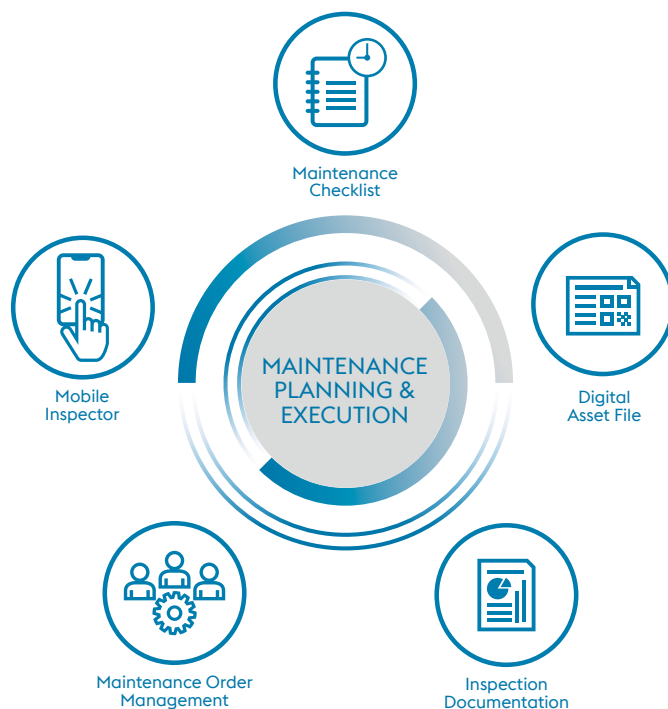 Maintenance
Checklist
Mobile
Inspector
MAINTENANCE
PLANNING &
EXECUTION
Digital
Asset File
Maintenance Order
Management
Inspection
Documentation